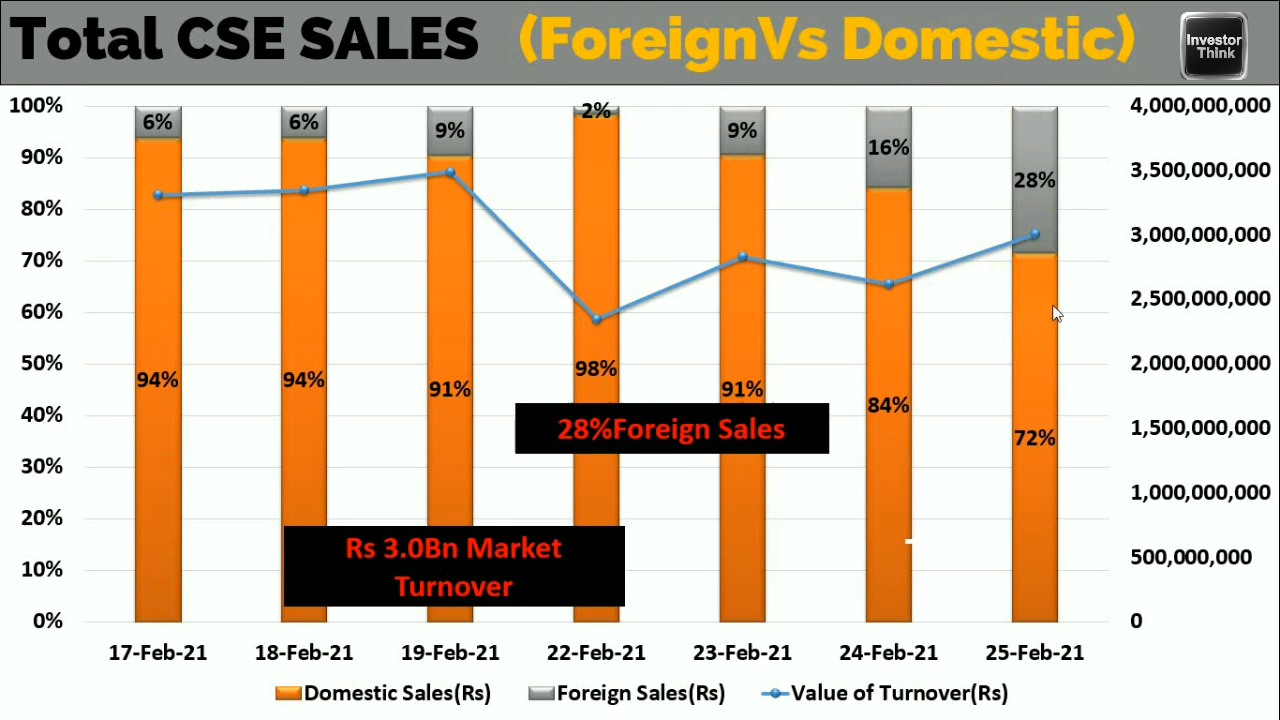 Total CSE SALES (ForeignVs Domestic)
Investor
Think
100%
90%
80%
70%
60%
50%
40%
30%
20%
10%
0%
4,000,000,000
3,500,000,000
3,000,000,000
2,500,000,000
2,000,000,000
1,500,000,000
1,000,000,000
500,000,000
0
6% 6% 9% 2% 9% 16% 28%
94% 94% 91% 98% 91% 84% 72%
28%Foreign Sales
Rs 3.0Bn Market
Turnover
17-Feb-21 18-Feb-21 19-Feb-21 22-Feb-21 23-Feb-21 24-Feb-21 25-Feb-21
Domestic Sales(Rs) Foreign Sales(Rs) Value of Turnover(Rs)